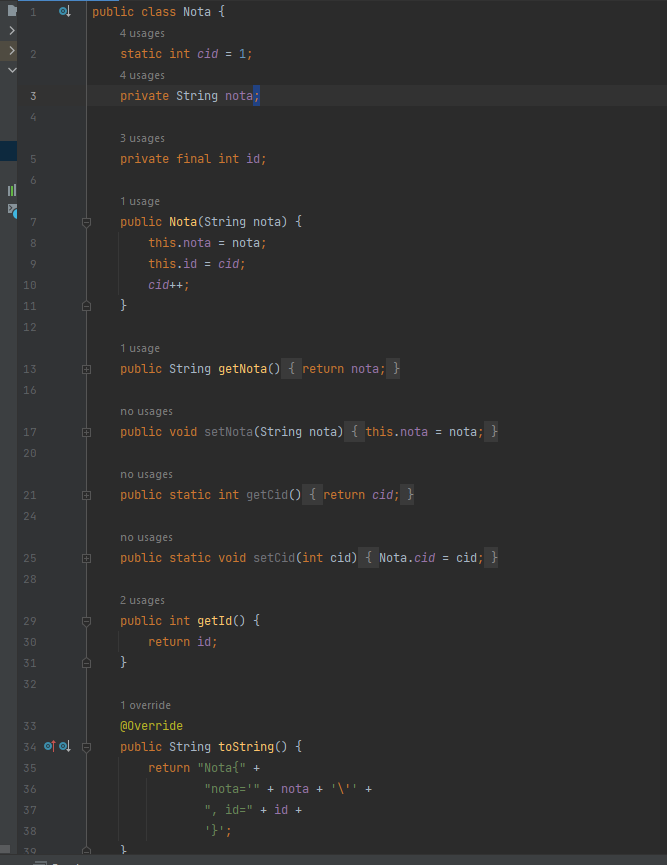 1 public class Nota {
4 usages
2 static int cid = 1;
4 usages
3 private String nota;
4
3 usages
5 private final int id;
6
1 usage
7 public Nota(String nota) {
8 this.nota = nota;
9 this.id = cid;
10 cid++;
11 }
12
1 usage
13 public String getNota() { return nota; }
16
no usages
17 public void setNota(String nota) { this.nota = nota; }
20
no usages
21 public static int getCid() { return cid; }
24
no usages
25 public static void setCid(int cid) { Nota.cid = cid; }
28
2 usages
29 public int getId() {
30 return id;
31 }
32
1 override
33 @Override
34 public String toString() {
35 return "Nota{" +
36 "nota='" + nota + '\'' +
37 ", id=" + id +
38 '}';
39 }